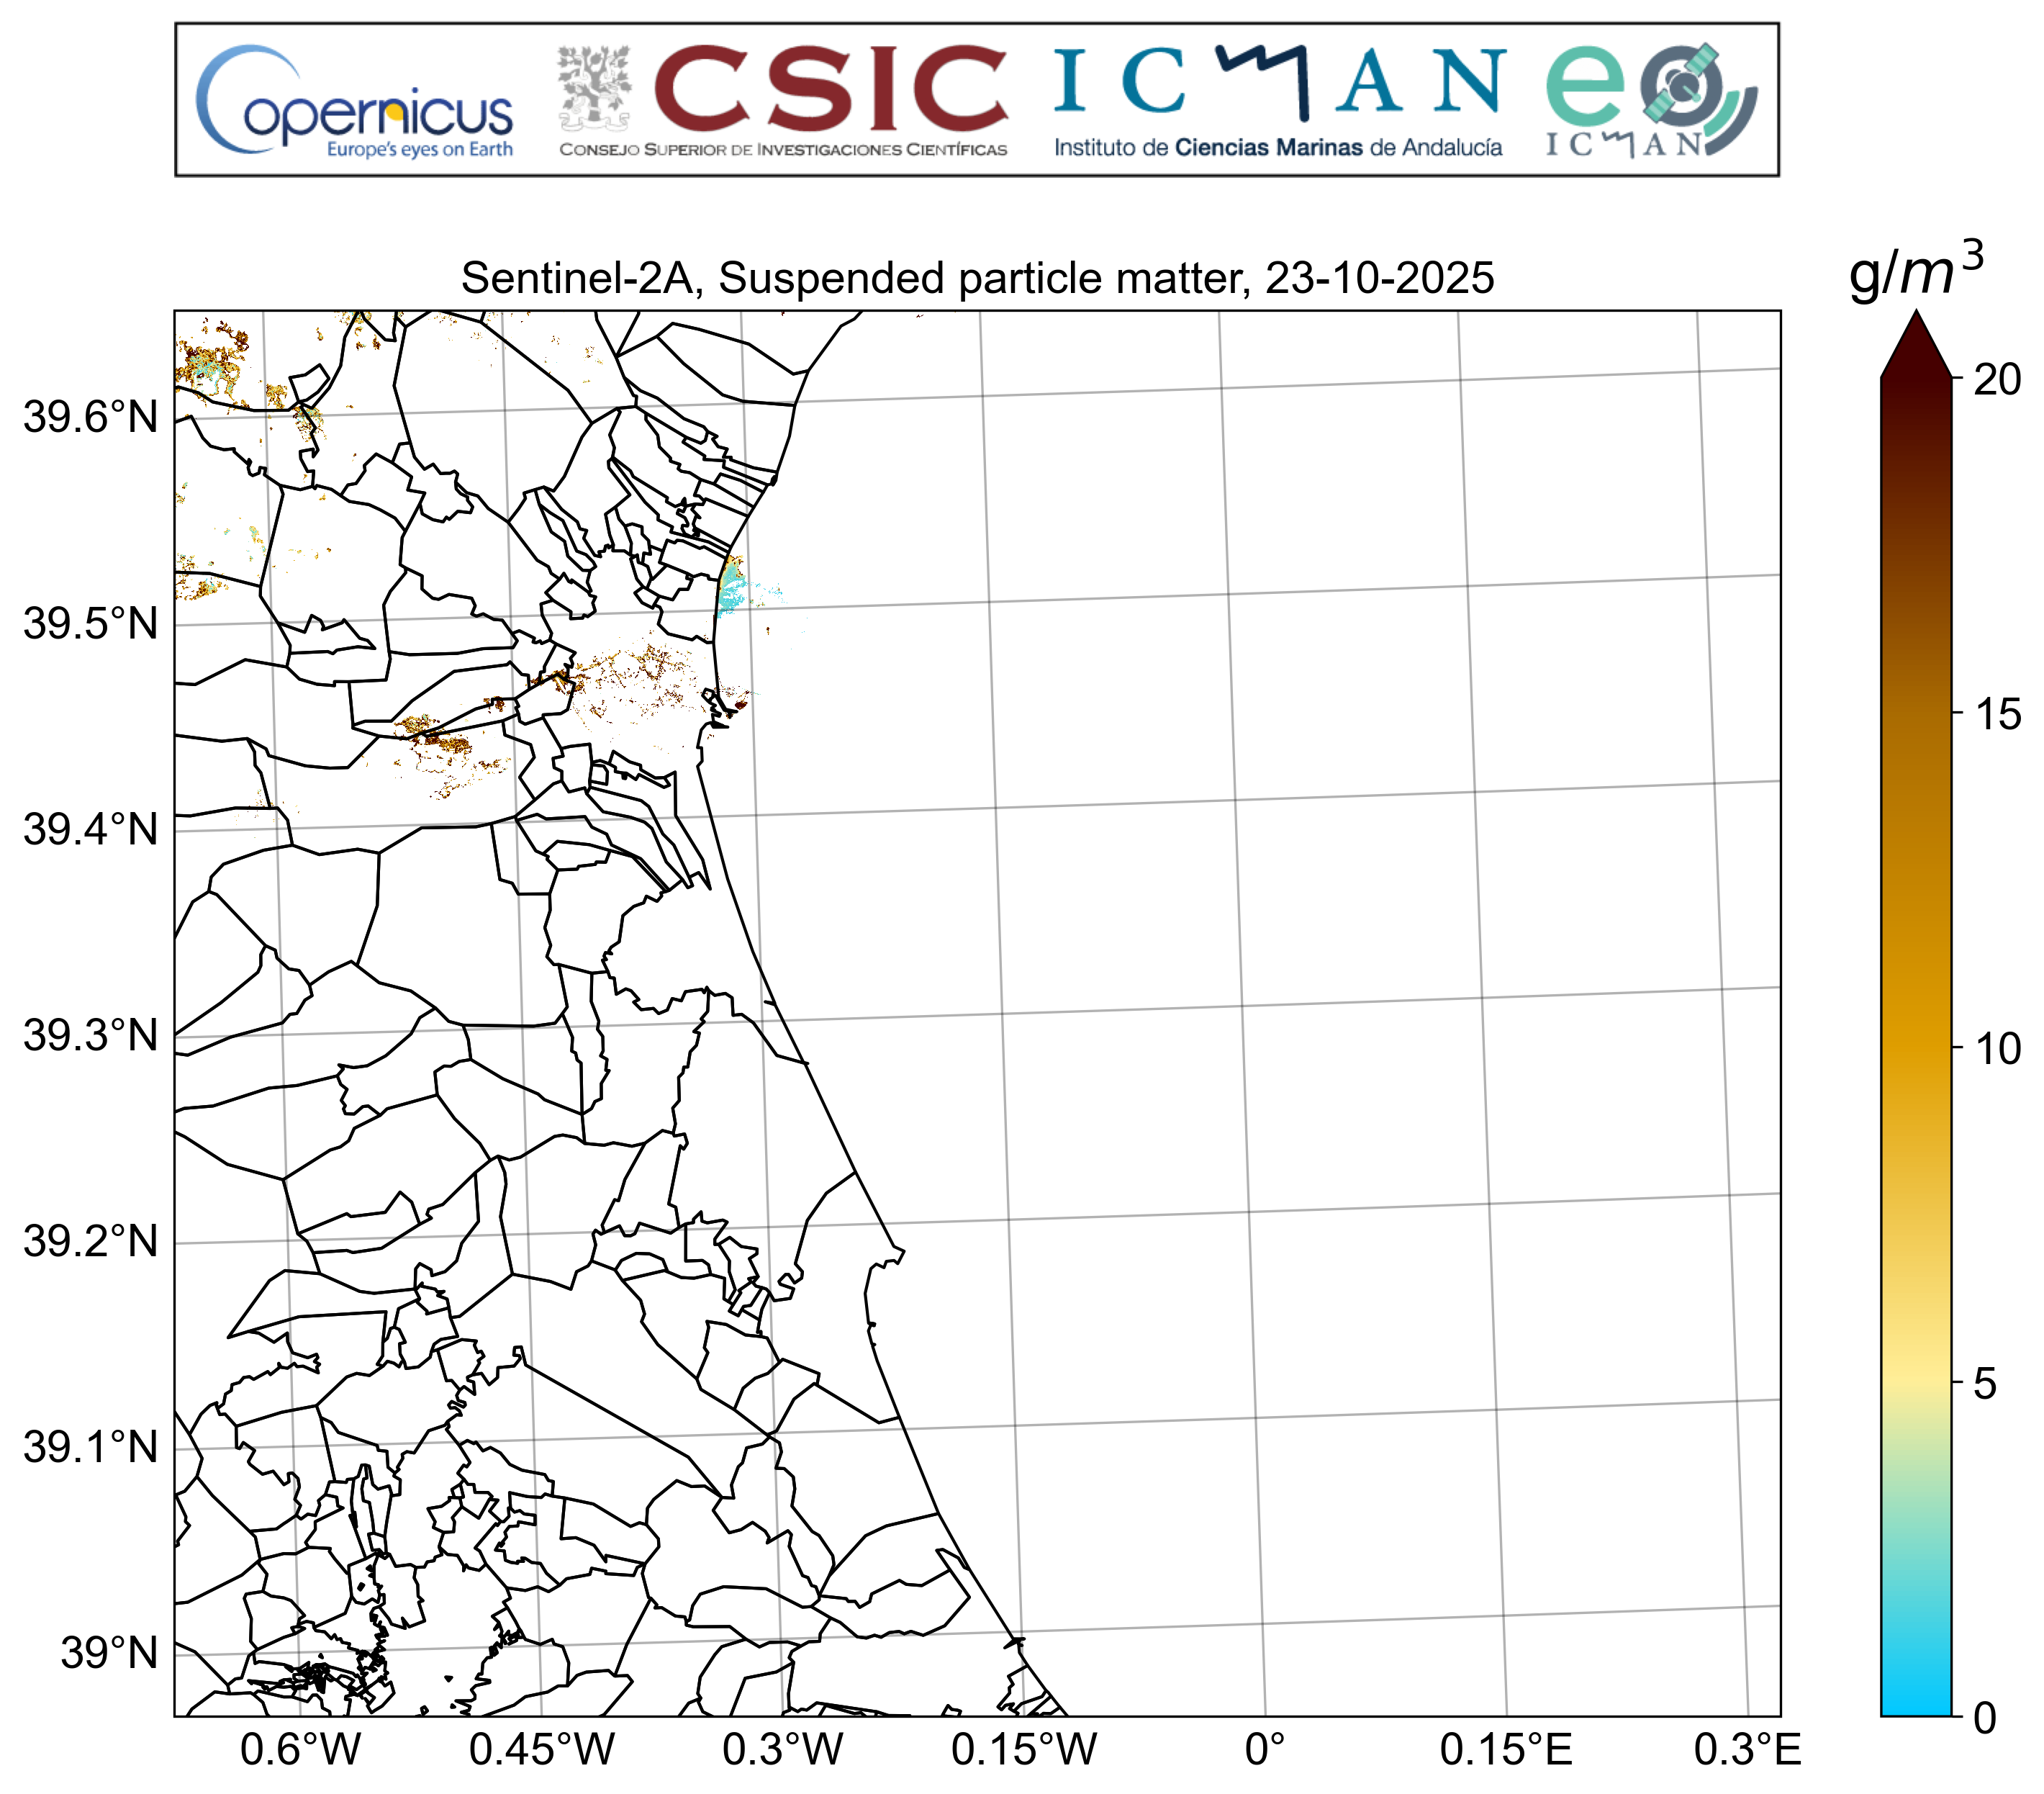 Copernicus
Europe's eyes on Earth
CSIC
CONSEJO SUPERIOR DE INVESTIGACIONES CIENTÍFICAS
ICMAN
Instituto de Ciencias Marinas de Andalucía
eo
ICMAN
Sentinel-2A, Suspended particle matter, 23-10-2025
g/m³
39.6°N
39.5°N
39.4°N
39.3°N
39.2°N
39.1°N
39°N
0.6°W 0.45°W 0.3°W 0.15°W 0° 0.15°E 0.3°E
20
15
10
5
0